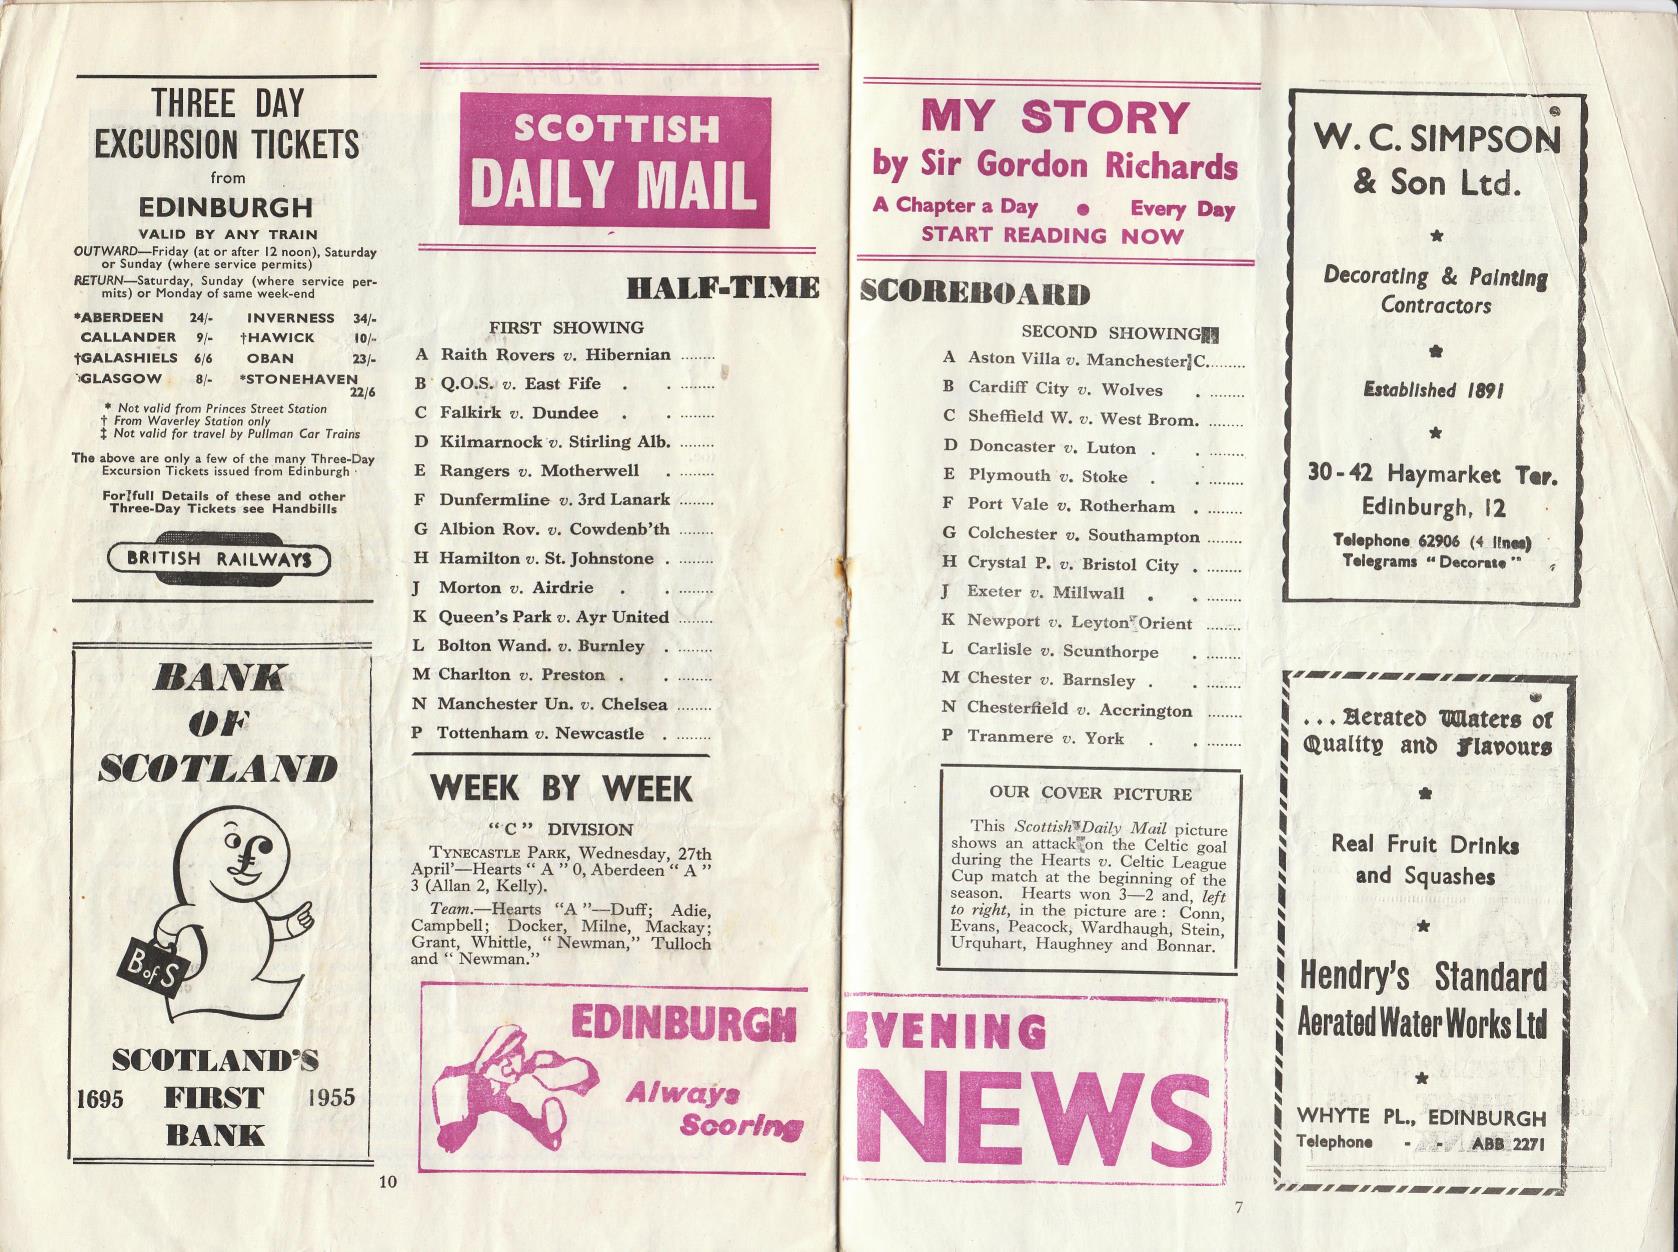 THREE DAY
EXCURSION TICKETS
from
EDINBURGH
VALID BY ANY TRAIN
OUTWARD—Friday (at or after 12 noon), Saturday
or Sunday (where service permits)
RETURN—Saturday, Sunday (where service per-
mits) or Monday of same week-end
*ABERDEEN 24/- INVERNESS 34/-
CALLANDER 9/- †HAWICK 10/-
†GALASHIELS 6/6 OBAN 23/-
GLASGOW 8/- *STONEHAVEN
22/6
* Not valid from Princes Street Station
† From Waverley Station only
‡ Not valid for travel by Pullman Car Trains
The above are only a few of the many Three-Day
Excursion Tickets issued from Edinburgh
For full Details of these and other
Three-Day Tickets see Handbills
BRITISH RAILWAYS
BANK
OF
SCOTLAND
£
B of S
SCOTLAND'S
1695 FIRST 1955
BANK
SCOTTISH
DAILY MAIL
HALF-TIME
FIRST SHOWING
A Raith Rovers v. Hibernian ........
B Q.O.S. v. East Fife . . ........
C Falkirk v. Dundee . . ........
D Kilmarnock v. Stirling Alb. ........
E Rangers v. Motherwell . ........
F Dunfermline v. 3rd Lanark ........
G Albion Rov. v. Cowdenb'th ........
H Hamilton v. St. Johnstone . ........
J Morton v. Airdrie . . ........
K Queen's Park v. Ayr United ........
L Bolton Wand. v. Burnley . ........
M Charlton v. Preston . . ........
N Manchester Un. v. Chelsea ........
P Tottenham v. Newcastle . ........
WEEK BY WEEK
"C" DIVISION
TYNECASTLE PARK, Wednesday, 27th
April'—Hearts "A" 0, Aberdeen "A"
3 (Allan 2, Kelly).
Team.—Hearts "A"—Duff; Adie,
Campbell; Docker, Milne, Mackay;
Grant, Whittle, "Newman," Tulloch
and "Newman."
EDINBURGH
Always
Scoring
10
MY STORY
by Sir Gordon Richards
A Chapter a Day • Every Day
START READING NOW
SCOREBOARD
SECOND SHOWING
A Aston Villa v. Manchester C.........
B Cardiff City v. Wolves . ........
C Sheffield W. v. West Brom. ........
D Doncaster v. Luton . . ........
E Plymouth v. Stoke . . ........
F Port Vale v. Rotherham . ........
G Colchester v. Southampton ........
H Crystal P. v. Bristol City . ........
J Exeter v. Millwall . . ........
K Newport v. Leyton Orient ........
L Carlisle v. Scunthorpe . ........
M Chester v. Barnsley . . ........
N Chesterfield v. Accrington ........
P Tranmere v. York . . ........
OUR COVER PICTURE
This Scottish Daily Mail picture
shows an attack on the Celtic goal
during the Hearts v. Celtic League
Cup match at the beginning of the
season. Hearts won 3—2 and, left
to right, in the picture are : Conn,
Evans, Peacock, Wardhaugh, Stein,
Urquhart, Haughney and Bonnar.
EVENING
NEWS
7
W. C. SIMPSON
& Son Ltd.
★
Decorating & Painting
Contractors
★
Established 1891
★
30-42 Haymarket Ter.
Edinburgh, 12
Telephone 62906 (4 lines)
Telegrams "Decorate"
... Aerated Waters of
Quality and Flavours
★
Real Fruit Drinks
and Squashes
★
Hendry's Standard
Aerated Water Works Ltd
★
WHYTE PL., EDINBURGH
Telephone - - ABB 2271